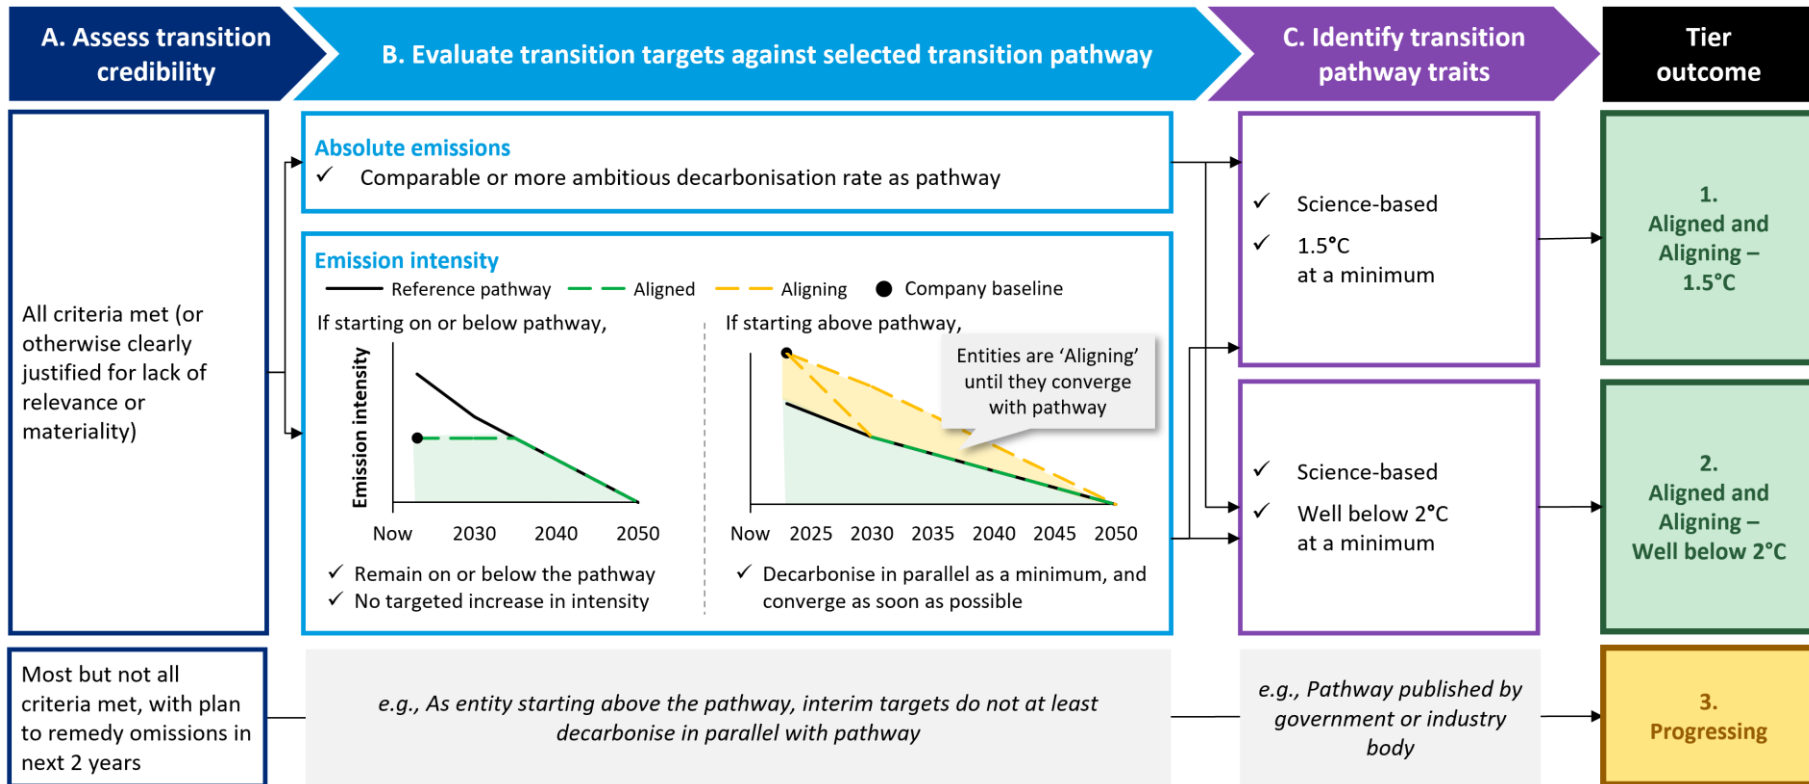 A. Assess transition
credibility
B. Evaluate transition targets against selected transition pathway
C. Identify transition
pathway traits
Tier
outcome
All criteria met (or
otherwise clearly
justified for lack of
relevance or
materiality)
Absolute emissions
✓ Comparable or more ambitious decarbonisation rate as pathway
Emission intensity
Reference pathway
Aligned
Aligning
Company baseline
If starting on or below pathway,
Emission intensity
Now 2030 2040 2050
✓ Remain on or below the pathway
✓ No targeted increase in intensity
If starting above pathway,
Entities are ‘Aligning’
until they converge
with pathway
Now 2025 2030 2035 2040 2045 2050
✓ Decarbonise in parallel as a minimum, and
converge as soon as possible
✓ Science-based
✓ 1.5°C
at a minimum
1.
Aligned and
Aligning –
1.5°C
✓ Science-based
✓ Well below 2°C
at a minimum
2.
Aligned and
Aligning –
Well below 2°C
Most but not all
criteria met, with plan
to remedy omissions in
next 2 years
e.g., As entity starting above the pathway, interim targets do not at least
decarbonise in parallel with pathway
e.g., Pathway published by
government or industry
body
3.
Progressing